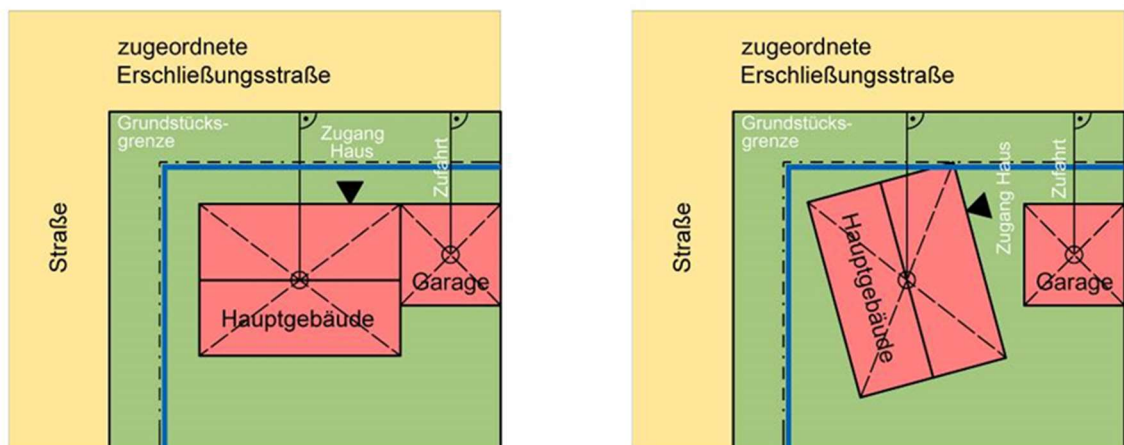 zugeordnete
Erschließungsstraße
Grundstücks-
grenze
Zugang
Haus
Zufahrt
Straße
Hauptgebäude
Garage
zugeordnete
Erschließungsstraße
Grundstücks-
grenze
Zugang Haus
Zufahrt
Straße
Hauptgebäude
Garage